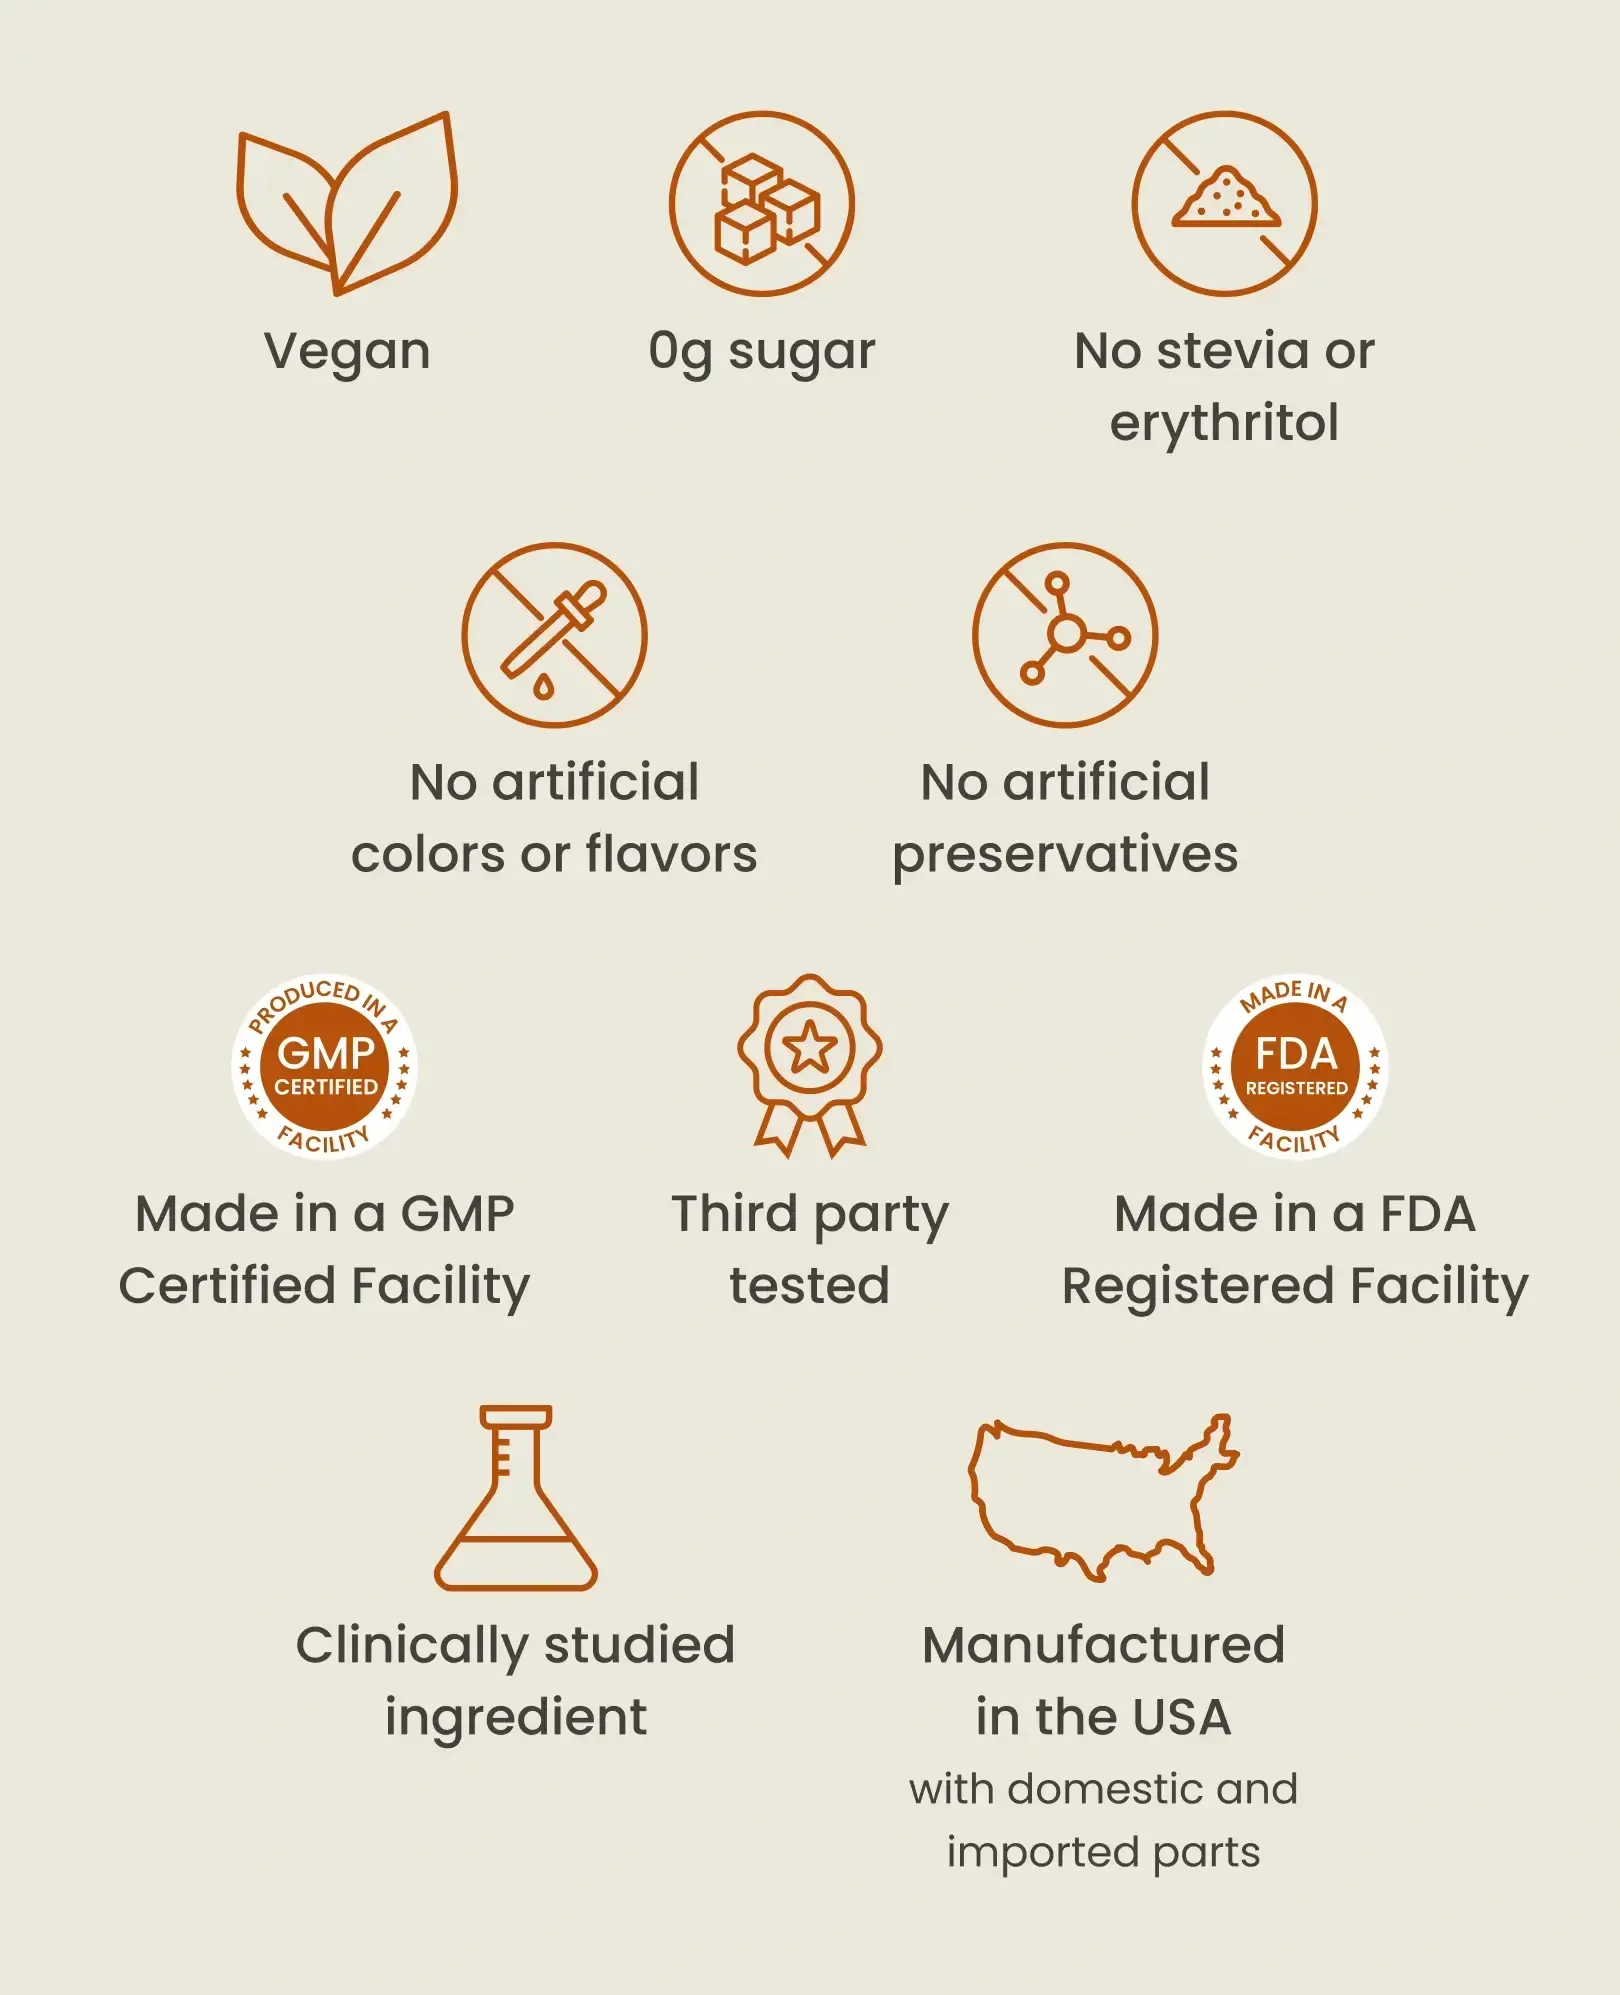 Vegan
0g sugar
No stevia or
erythritol
No artificial
colors or flavors
No artificial
preservatives
PRODUCED IN A
GMP
CERTIFIED
FACILITY
Made in a GMP
Certified Facility
Third party
tested
MADE IN A
FDA
REGISTERED
FACILITY
Made in a FDA
Registered Facility
Clinically studied
ingredient
Manufactured
in the USA
with domestic and
imported parts